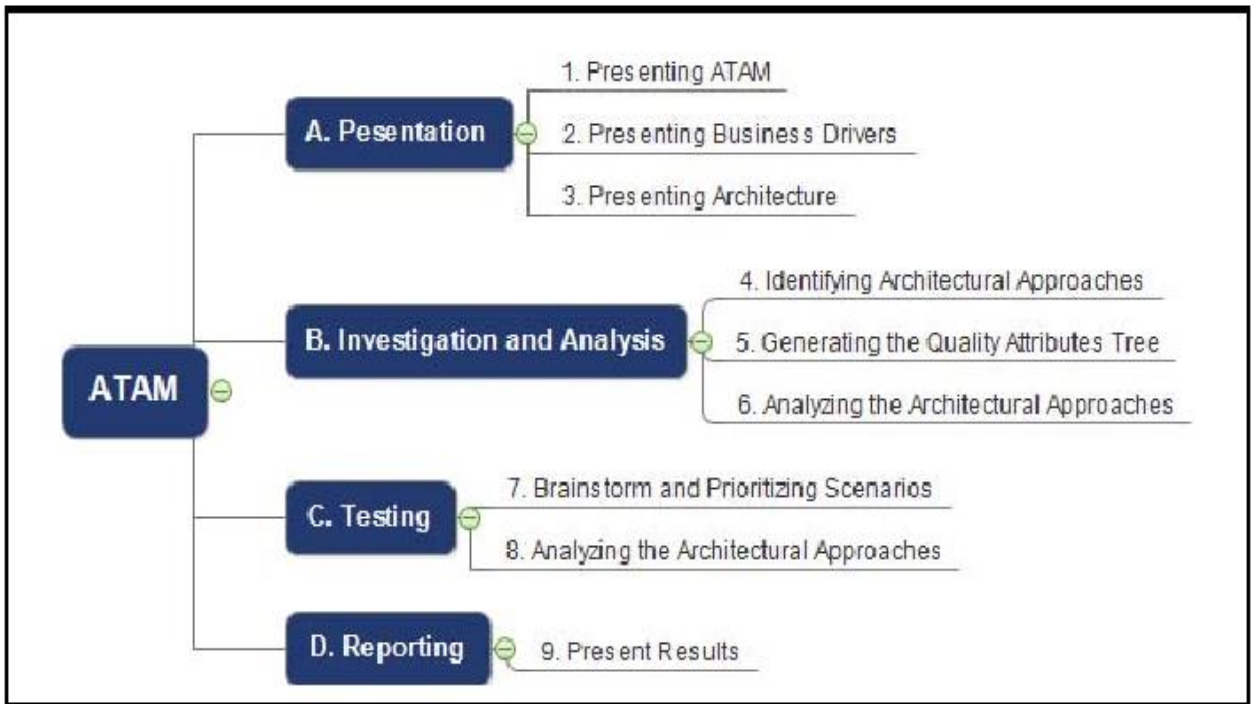 ATAM
A. Pesentation
1. Presenting ATAM
2. Presenting Business Drivers
3. Presenting Architecture
B. Investigation and Analysis
4. Identifying Architectural Approaches
5. Generating the Quality Attributes Tree
6. Analyzing the Architectural Approaches
C. Testing
7. Brainstorm and Prioritizing Scenarios
8. Analyzing the Architectural Approaches
D. Reporting
9. Present Results